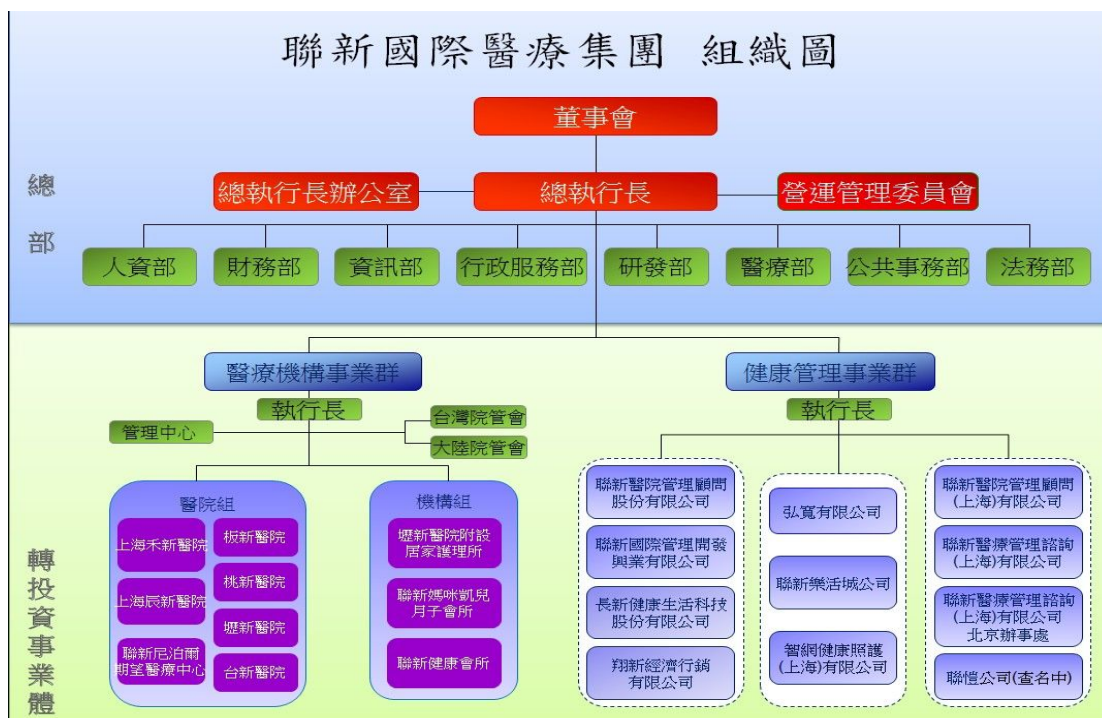 聯新國際醫療集團 組織圖
總部
董事會
總執行長辦公室
總執行長
營運管理委員會
人資部
財務部
資訊部
行政服務部
研發部
醫療部
公共事務部
法務部
轉投資事業體
醫療機構事業群
執行長
管理中心
台灣院管會
大陸院管會
醫院組
上海禾新醫院
上海辰新醫院
聯新尼泊爾
期望醫療中心
板新醫院
桃新醫院
壢新醫院
台新醫院
機構組
壢新醫院附設
居家護理所
聯新媽咪凱兒
月子會所
聯新健康會所
健康管理事業群
執行長
聯新醫院管理顧問
股份有限公司
聯新國際管理開發
興業有限公司
長新健康生活科技
股份有限公司
翔新經濟行銷
有限公司
弘寬有限公司
聯新樂活城公司
智網健康照護
(上海)有限公司
聯新醫院管理顧問
(上海)有限公司
聯新醫療管理諮詢
(上海)有限公司
聯新醫療管理諮詢
(上海)有限公司
北京辦事處
聯愷公司(查名中)